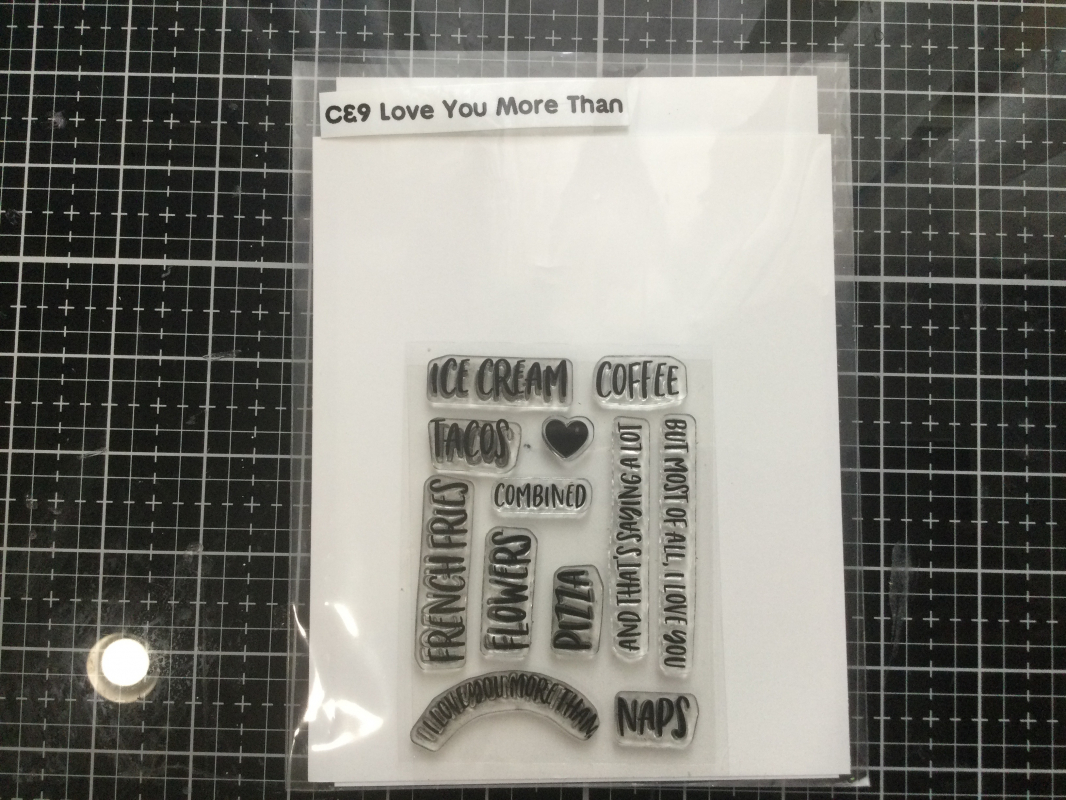 C&9 Love You More Than
ICE CREAM
COFFEE
TACOS
COMBINED
FRENCH FRIES
FLOWERS
PIZZA
AND THAT'S SAYING A LOT
BUT MOST OF ALL, I LOVE YOU
I LOVE YOU MORE THAN
NAPS